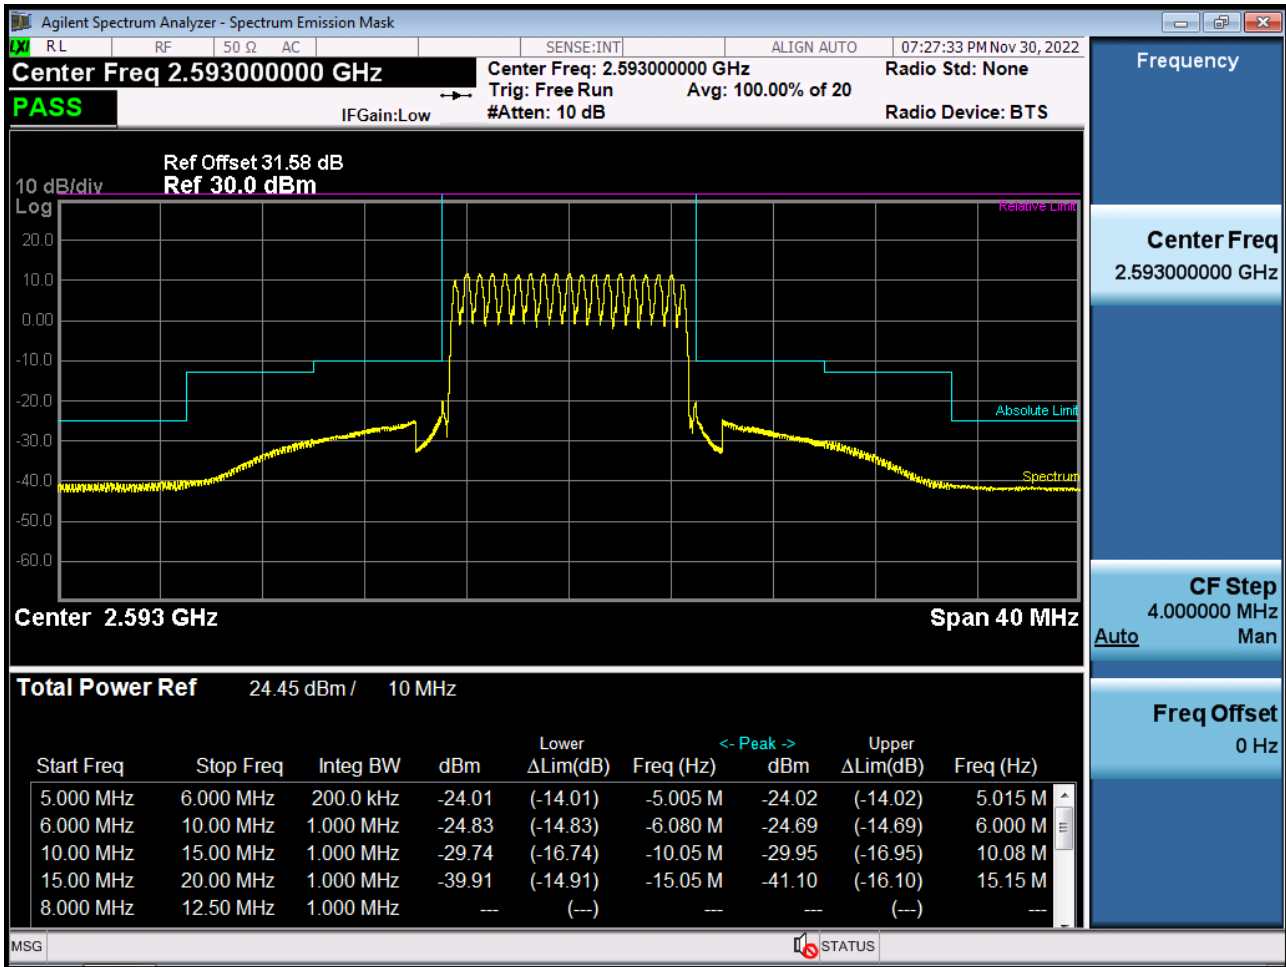 Agilent Spectrum Analyzer - Spectrum Emission Mask
LXI RL RF 50 Ω AC SENSE:INT ALIGN AUTO 07:27:33 PM Nov 30, 2022
Center Freq 2.593000000 GHz
Center Freq: 2.593000000 GHz Radio Std: None
Trig: Free Run Avg: 100.00% of 20
PASS
IFGain:Low #Atten: 10 dB Radio Device: BTS
Ref Offset 31.58 dB
10 dB/div Ref 30.0 dBm
Log
Relative Limit
20.0
10.0
0.00
-10.0
-20.0
Absolute Limit
-30.0
-40.0
Spectrum
-50.0
-60.0
Center 2.593 GHz Span 40 MHz
Total Power Ref 24.45 dBm / 10 MHz
Lower <- Peak -> Upper
Start Freq Stop Freq Integ BW dBm ΔLim(dB) Freq (Hz) dBm ΔLim(dB) Freq (Hz)
5.000 MHz 6.000 MHz 200.0 kHz -24.01 (-14.01) -5.005 M -24.02 (-14.02) 5.015 M
6.000 MHz 10.00 MHz 1.000 MHz -24.83 (-14.83) -6.080 M -24.69 (-14.69) 6.000 M
10.00 MHz 15.00 MHz 1.000 MHz -29.74 (-16.74) -10.05 M -29.95 (-16.95) 10.08 M
15.00 MHz 20.00 MHz 1.000 MHz -39.91 (-14.91) -15.05 M -41.10 (-16.10) 15.15 M
8.000 MHz 12.50 MHz 1.000 MHz --- (---) --- --- (---) ---
MSG STATUS
Frequency
Center Freq
2.593000000 GHz
CF Step
4.000000 MHz
Auto Man
Freq Offset
0 Hz